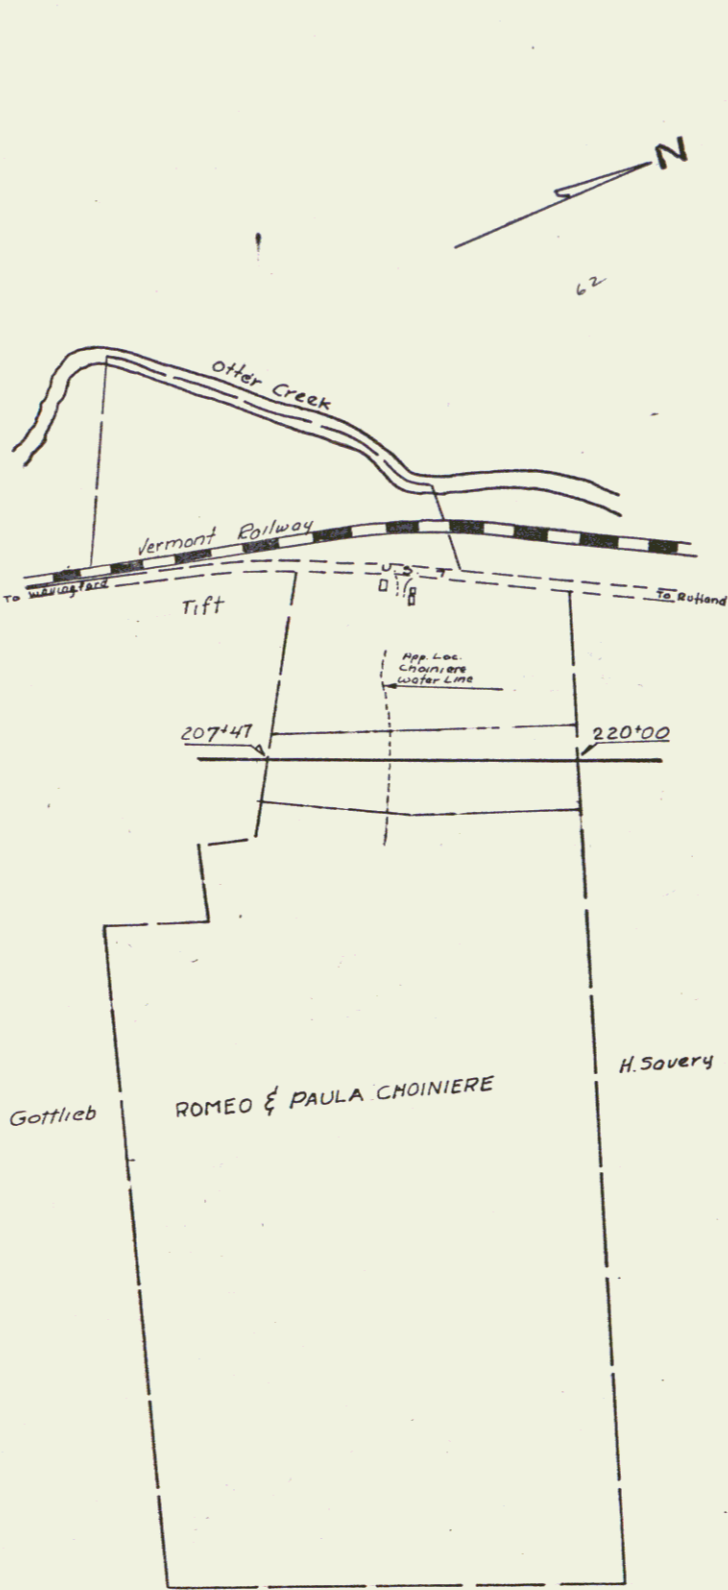 N
62
Otter Creek
Vermont Railway
To Wallingford
U.S. 7
To Rutland
Tift
App. Loc.
Choiniere
Water Line
207+47
220+00
H. Savery
Gottlieb
ROMEO & PAULA CHOINIERE